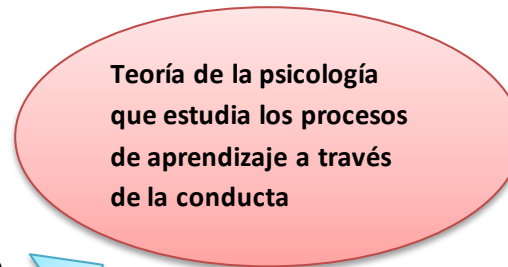 Teoría de la psicología
que estudia los procesos
de aprendizaje a través
de la conducta